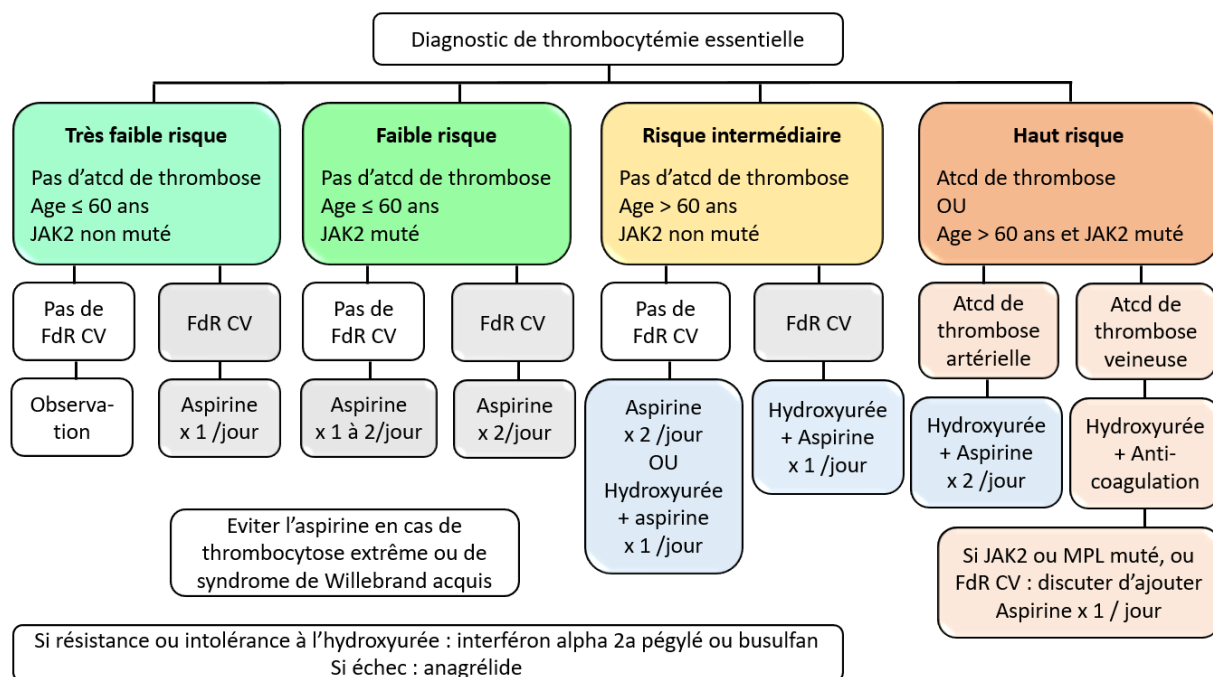 Diagnostic de thrombocytémie essentielle
Très faible risque
Pas d’atcd de thrombose
Age ≤ 60 ans
JAK2 non muté
Faible risque
Pas d’atcd de thrombose
Age ≤ 60 ans
JAK2 muté
Risque intermédiaire
Pas d’atcd de thrombose
Age > 60 ans
JAK2 non muté
Haut risque
Atcd de thrombose
OU
Age > 60 ans et JAK2 muté
Pas de
FdR CV
FdR CV
Pas de
FdR CV
FdR CV
Pas de
FdR CV
FdR CV
Atcd de
thrombose
artérielle
Atcd de
thrombose
veineuse
Observa-
tion
Aspirine
x 1 /jour
Aspirine
x 1 à 2/jour
Aspirine
x 2/jour
Aspirine
x 2 /jour
OU
Hydroxyurée
+ aspirine
x 1 /jour
Hydroxyurée
+ Aspirine
x 1 /jour
Hydroxyurée
+ Aspirine
x 2 /jour
Hydroxyurée
+ Anti-
coagulation
Si JAK2 ou MPL muté, ou
FdR CV : discuter d’ajouter
Aspirine x 1 / jour
Eviter l’aspirine en cas de
thrombocytose extrême ou de
syndrome de Willebrand acquis
Si résistance ou intolérance à l’hydroxyurée : interféron alpha 2a pégylé ou busulfan
Si échec : anagrélide